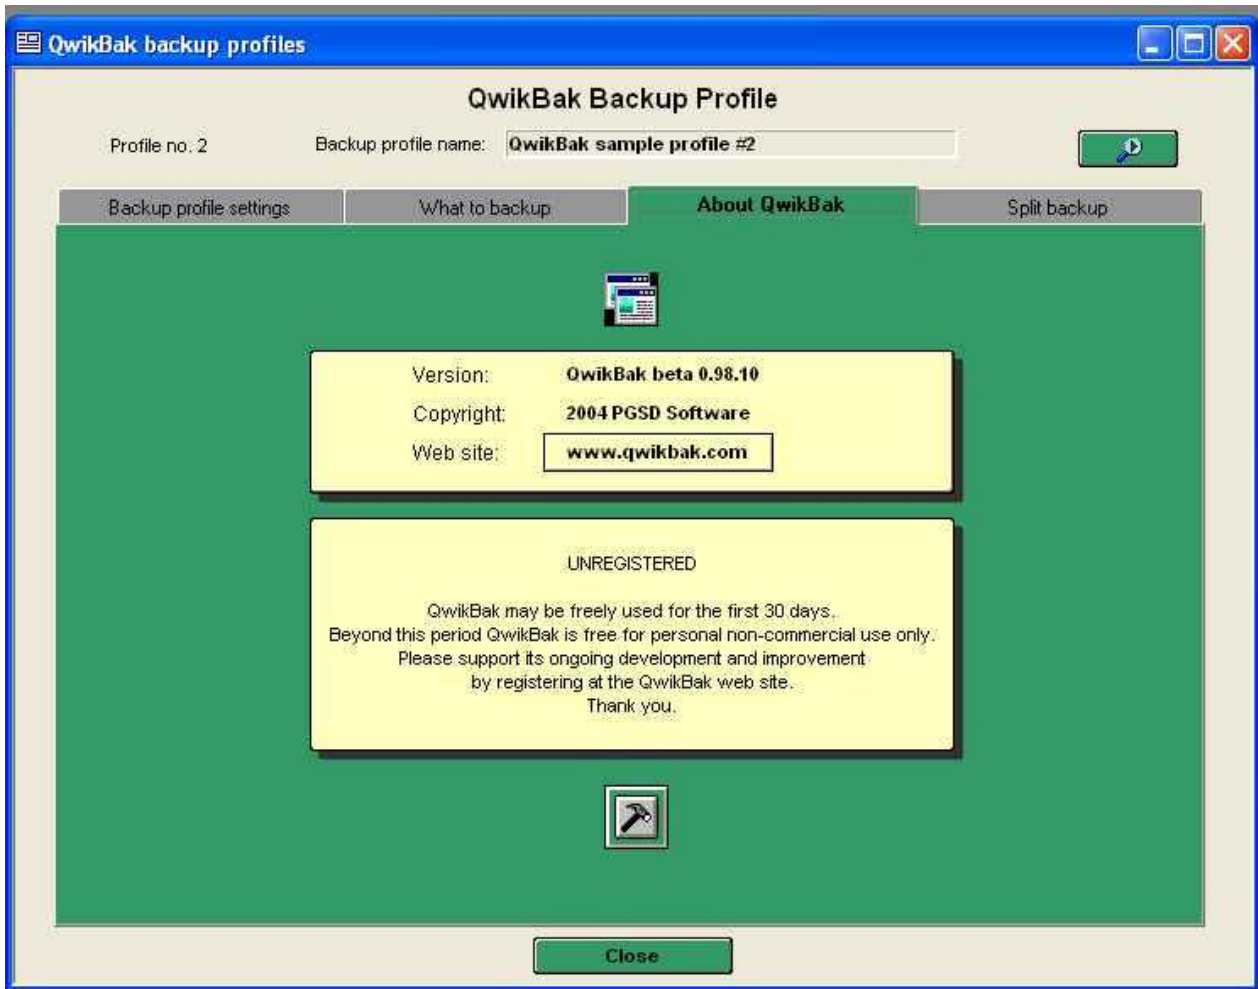 QwikBak backup profiles
QwikBak Backup Profile
Profile no. 2
Backup profile name: QwikBak sample profile #2
Backup profile settings
What to backup
About QwikBak
Split backup
Version: QwikBak beta 0.98.10
Copyright: 2004 PGSD Software
Web site: www.qwikbak.com
UNREGISTERED
QwikBak may be freely used for the first 30 days.
Beyond this period QwikBak is free for personal non-commercial use only.
Please support its ongoing development and improvement
by registering at the QwikBak web site.
Thank you.
Close